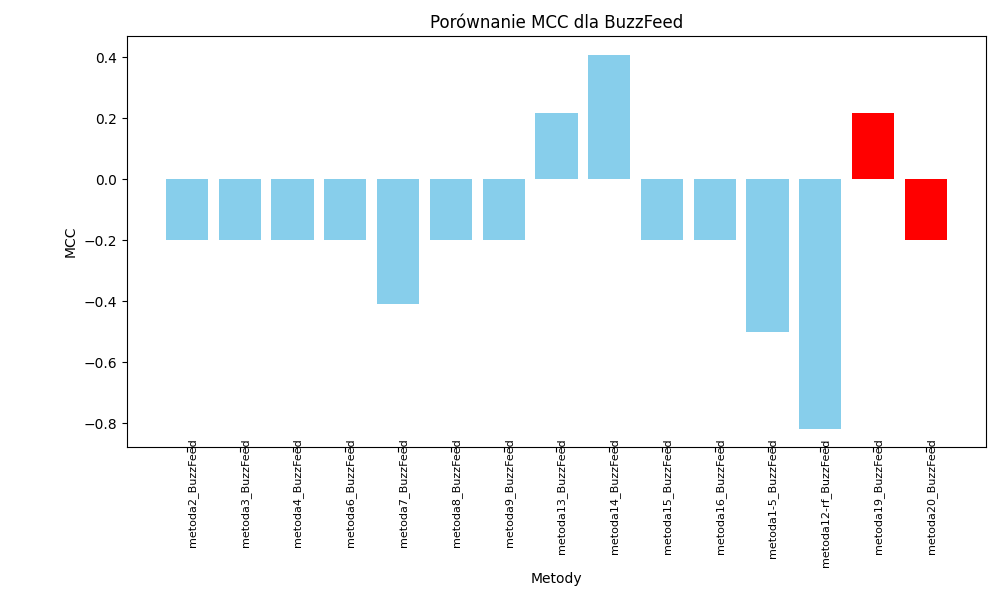 Porównanie MCC dla BuzzFeed
MCC
0.4
0.2
0.0
−0.2
−0.4
−0.6
−0.8
metoda2_BuzzFeed
metoda3_BuzzFeed
metoda4_BuzzFeed
metoda6_BuzzFeed
metoda7_BuzzFeed
metoda8_BuzzFeed
metoda9_BuzzFeed
metoda13_BuzzFeed
metoda14_BuzzFeed
metoda15_BuzzFeed
metoda16_BuzzFeed
metoda1-5_BuzzFeed
metoda12-rf_BuzzFeed
metoda19_BuzzFeed
metoda20_BuzzFeed
Metody